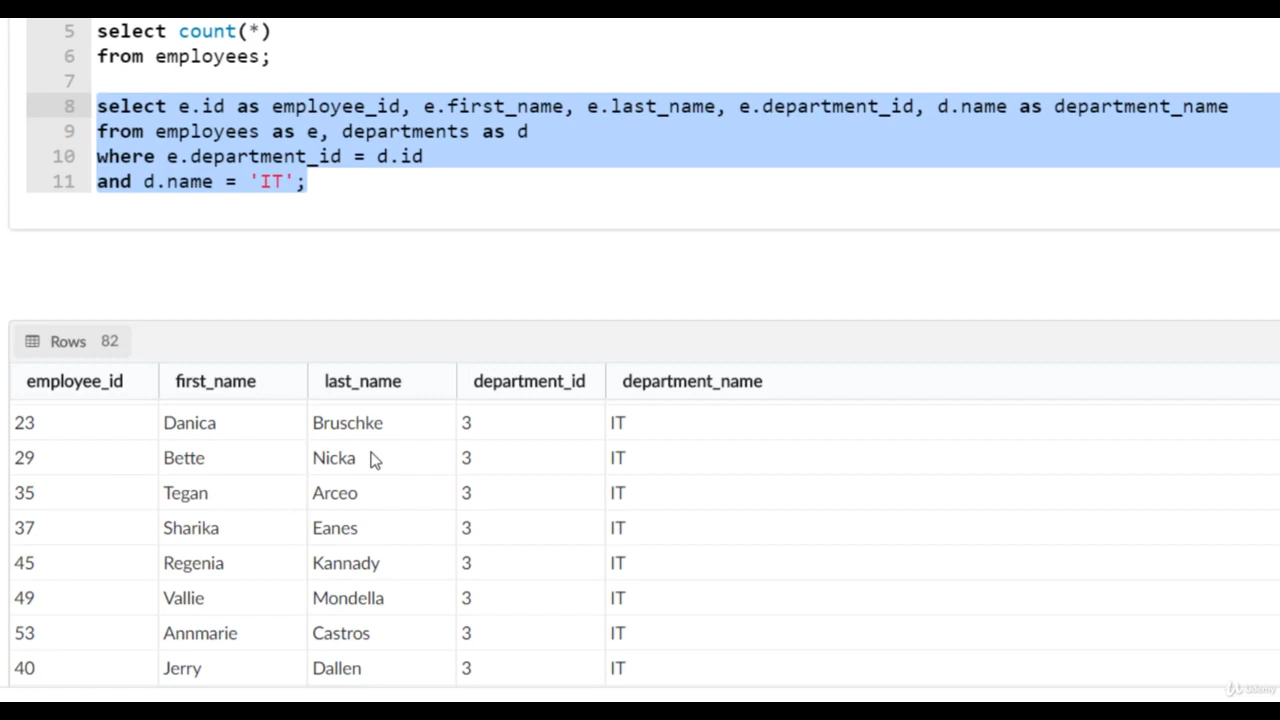 5 select count(*)
6 from employees;
7
8 select e.id as employee_id, e.first_name, e.last_name, e.department_id, d.name as department_name
9 from employees as e, departments as d
10 where e.department_id = d.id
11 and d.name = 'IT';
Rows 82
employee_id first_name last_name department_id department_name
23 Danica Bruschke 3 IT
29 Bette Nicka 3 IT
35 Tegan Arceo 3 IT
37 Sharika Eanes 3 IT
45 Regenia Kannady 3 IT
49 Vallie Mondella 3 IT
53 Annmarie Castros 3 IT
40 Jerry Dallen 3 IT
Udemy